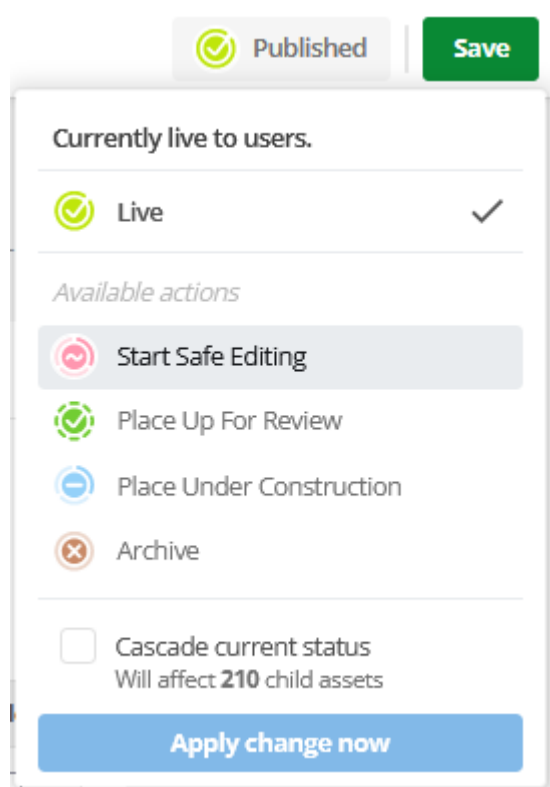 Published
Save
Currently live to users.
Live
Available actions
Start Safe Editing
Place Up For Review
Place Under Construction
Archive
Cascade current status
Will affect 210 child assets
Apply change now